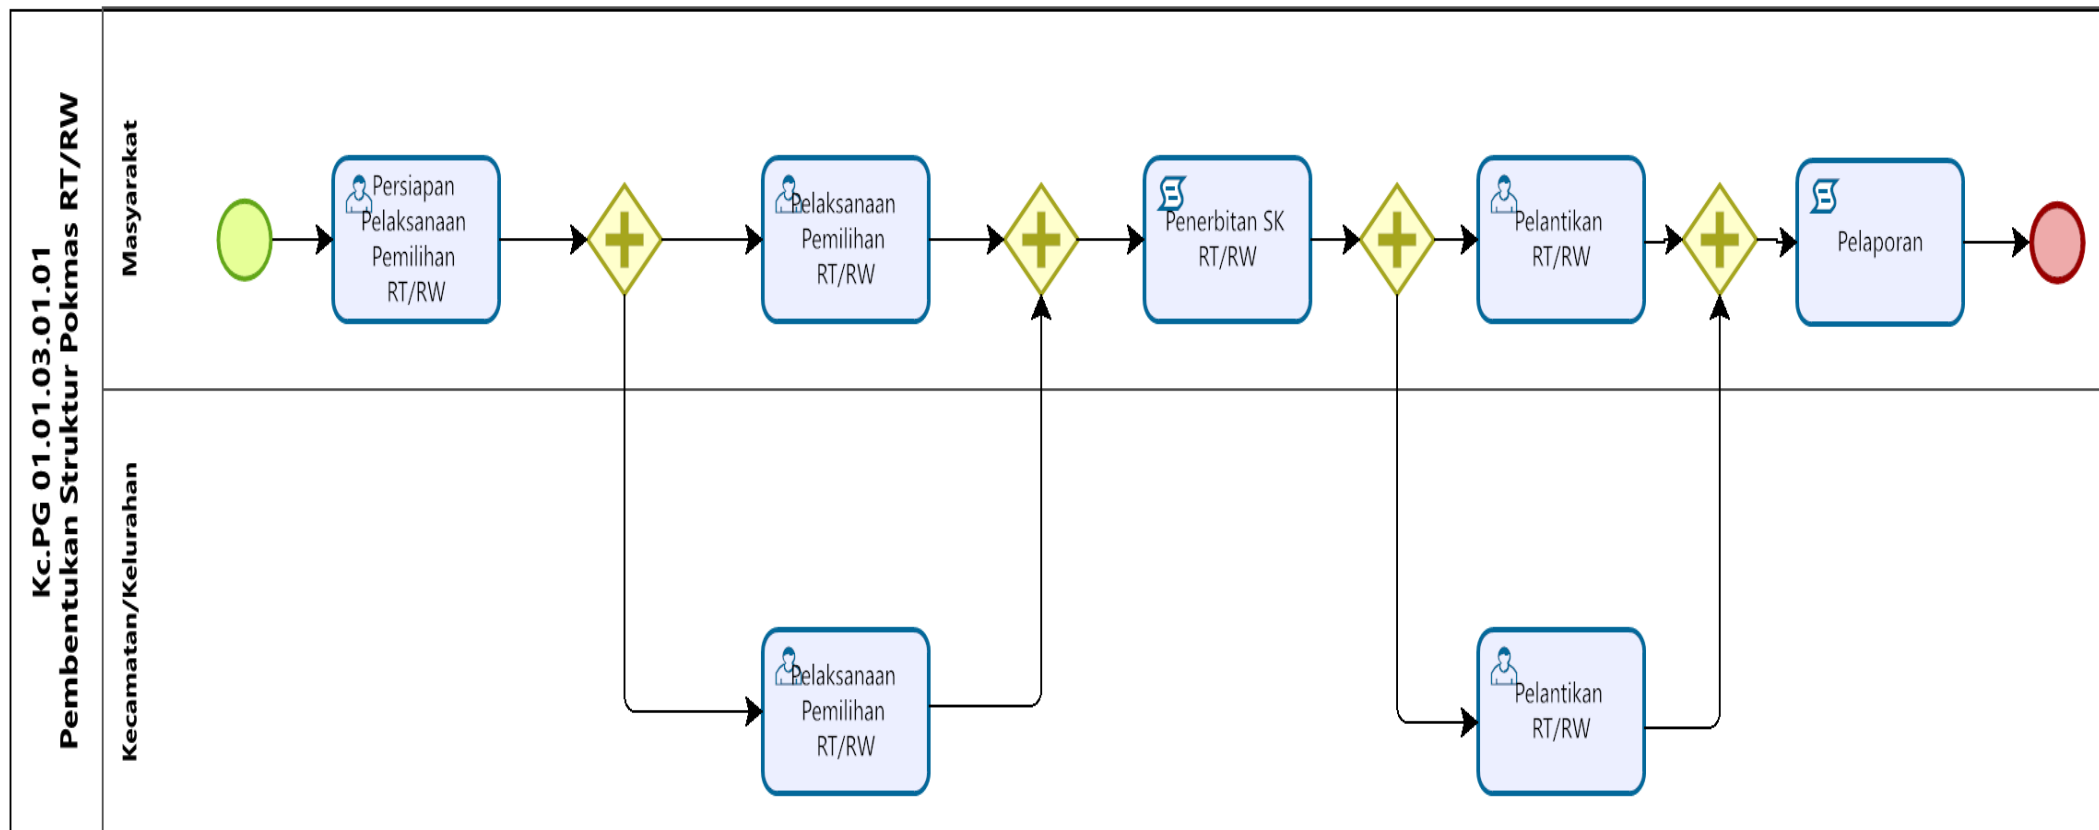 Kc.PG 01.01.03.01.01
Pembentukan Struktur Pokmas RT/RW
Masyarakat
Persiapan
Pelaksanaan
Pemilihan
RT/RW
Pelaksanaan
Pemilihan
RT/RW
Penerbitan SK
RT/RW
Pelantikan
RT/RW
Pelaporan
Kecamatan/Kelurahan
Pelaksanaan
Pemilihan
RT/RW
Pelantikan
RT/RW